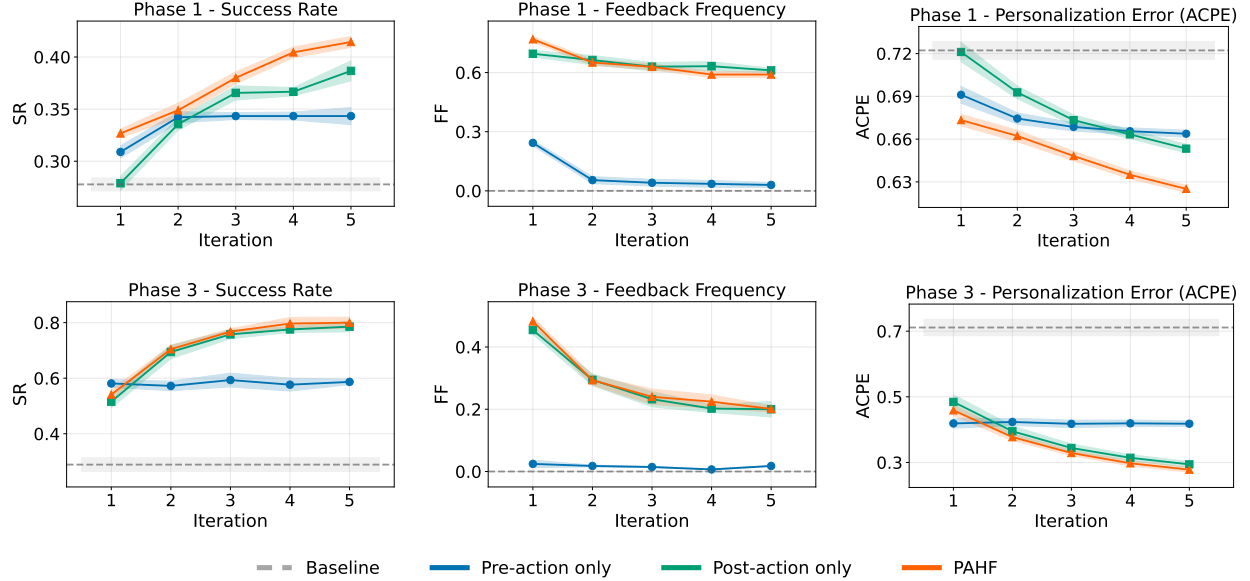 Phase 1 - Success Rate
SR
0.40
0.35
0.30
1 2 3 4 5
Iteration
Phase 1 - Feedback Frequency
FF
0.6
0.3
0.0
1 2 3 4 5
Iteration
Phase 1 - Personalization Error (ACPE)
ACPE
0.72
0.69
0.66
0.63
1 2 3 4 5
Iteration
Phase 3 - Success Rate
SR
0.8
0.6
0.4
1 2 3 4 5
Iteration
Phase 3 - Feedback Frequency
FF
0.4
0.2
0.0
1 2 3 4 5
Iteration
Phase 3 - Personalization Error (ACPE)
ACPE
0.7
0.5
0.3
1 2 3 4 5
Iteration
Baseline Pre-action only Post-action only PAHF